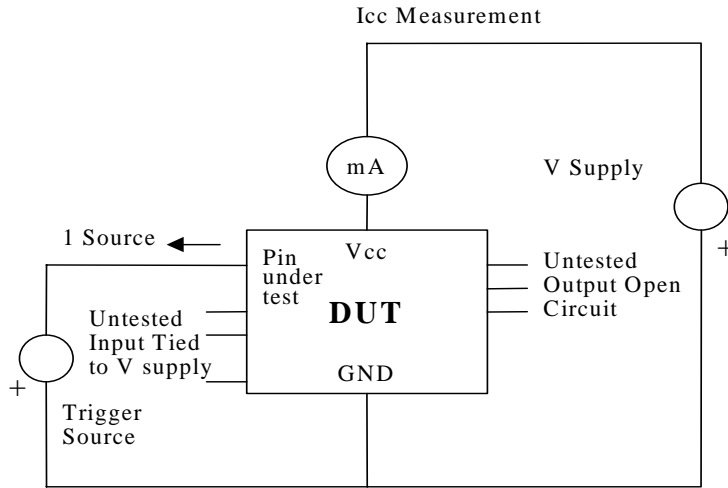 Icc Measurement
mA
V Supply
+
1 Source
Vcc
Pin
under
test
DUT
GND
Untested
Input Tied
to V supply
Untested
Output Open
Circuit
+
Trigger
Source